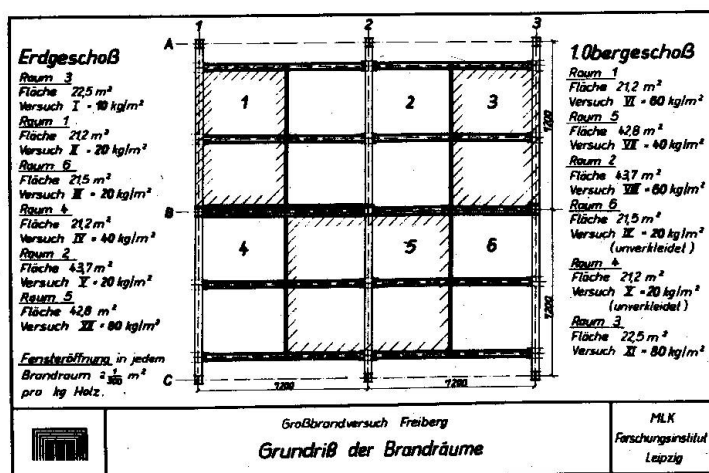 Erdgeschoß
Raum 3
Fläche 22,5 m²
Versuch I = 10 kg/m²
Raum 1
Fläche 21,2 m²
Versuch II = 20 kg/m²
Raum 6
Fläche 21,5 m²
Versuch III = 20 kg/m²
Raum 4
Fläche 21,2 m²
Versuch IV = 40 kg/m²
Raum 2
Fläche 43,7 m²
Versuch V = 20 kg/m²
Raum 5
Fläche 42,8 m²
Versuch XII = 80 kg/m²
Fensteröffnung in jedem
Brandraum ≙ 1/300 m²
pro kg Holz.
1 2 3
A
B
C
1 2 3
4 5 6
1200
1200
1200 1200
1.Obergeschoß
Raum 1
Fläche 21,2 m²
Versuch VI = 60 kg/m²
Raum 5
Fläche 42,8 m²
Versuch VII = 40 kg/m²
Raum 2
Fläche 43,7 m²
Versuch VIII = 60 kg/m²
Raum 6
Fläche 21,5 m²
Versuch IX = 20 kg/m²
(unverkleidet)
Raum 4
Fläche 21,2 m²
Versuch X = 20 kg/m²
(unverkleidet)
Raum 3
Fläche 22,5 m²
Versuch XI = 80 kg/m²
Großbrandversuch Freiberg
Grundriß der Brandräume
MLK
Forschungsinstitut
Leipzig